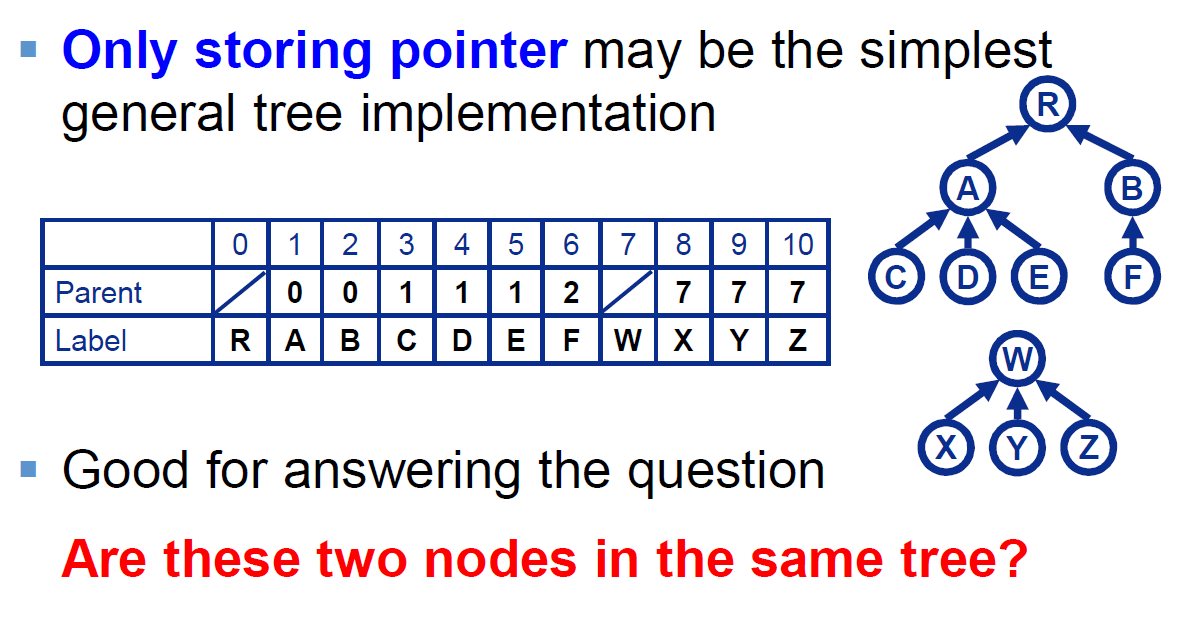 Only storing pointer may be the simplest
general tree implementation
R
A B
C D E F
0 1 2 3 4 5 6 7 8 9 10
Parent 0 0 1 1 1 2 7 7 7
Label R A B C D E F W X Y Z
W
X Y Z
Good for answering the question
Are these two nodes in the same tree?